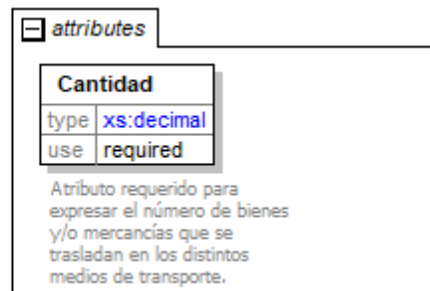 attributes
Cantidad
type xs:decimal
use required
Atributo requerido para
expresar el número de bienes
y/o mercancías que se
trasladan en los distintos
medios de transporte.